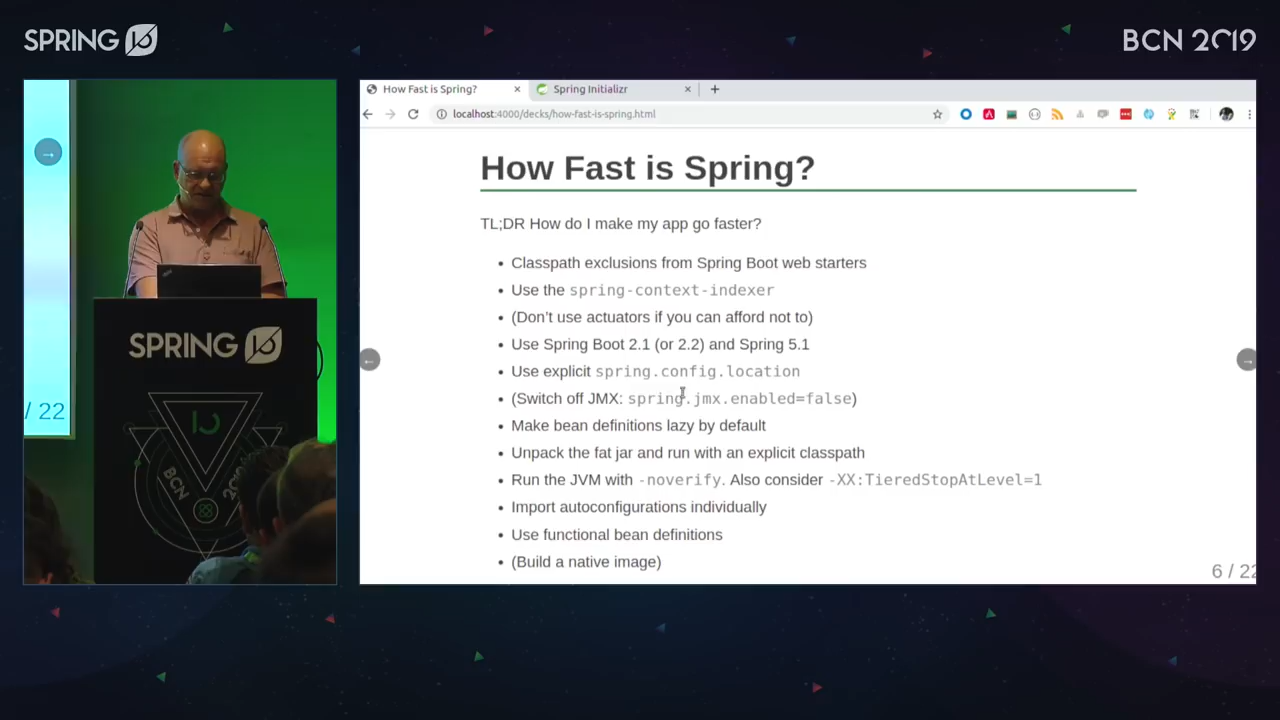 SPRING IO
BCN 2019
How Fast is Spring?
Spring Initializr
localhost:4000/decks/how-fast-is-spring.html
How Fast is Spring?
TL;DR How do I make my app go faster?
• Classpath exclusions from Spring Boot web starters
• Use the spring-context-indexer
• (Don't use actuators if you can afford not to)
• Use Spring Boot 2.1 (or 2.2) and Spring 5.1
• Use explicit spring.config.location
• (Switch off JMX: spring.jmx.enabled=false)
• Make bean definitions lazy by default
• Unpack the fat jar and run with an explicit classpath
• Run the JVM with -noverify. Also consider -XX:TieredStopAtLevel=1
• Import autoconfigurations individually
• Use functional bean definitions
• (Build a native image)
6 / 22
/ 22
SPRING IO
IO
BCN